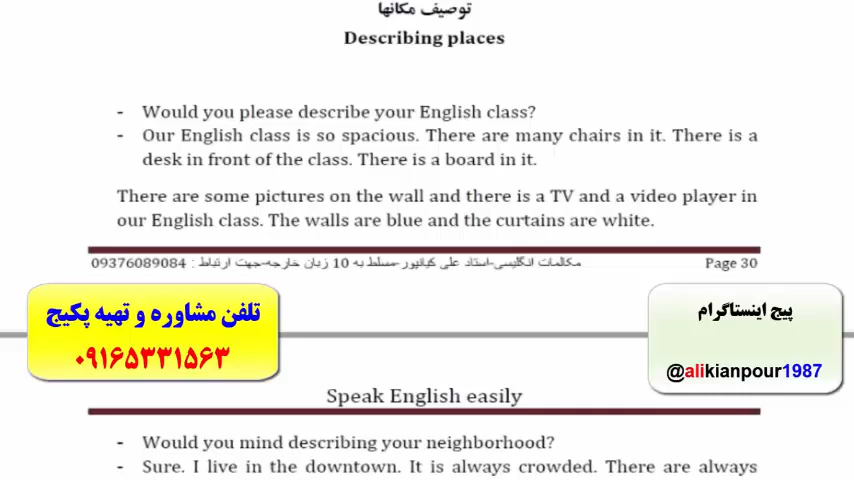 توصیف مکانها
Describing places
- Would you please describe your English class?
- Our English class is so spacious. There are many chairs in it. There is a
desk in front of the class. There is a board in it.
There are some pictures on the wall and there is a TV and a video player in
our English class. The walls are blue and the curtains are white.
مکالمات انگلیسی-استاد علی کیانپور-مسلط به 10 زبان خارجه-جهت ارتباط : 09376089084
Page 30
تلفن مشاوره و تهیه پکیج
۰۹۱۶۵۳۳۱۵۶۳
پیج اینستاگرام
@alikianpour1987
Speak English easily
- Would you mind describing your neighborhood?
- Sure. I live in the downtown. It is always crowded. There are always